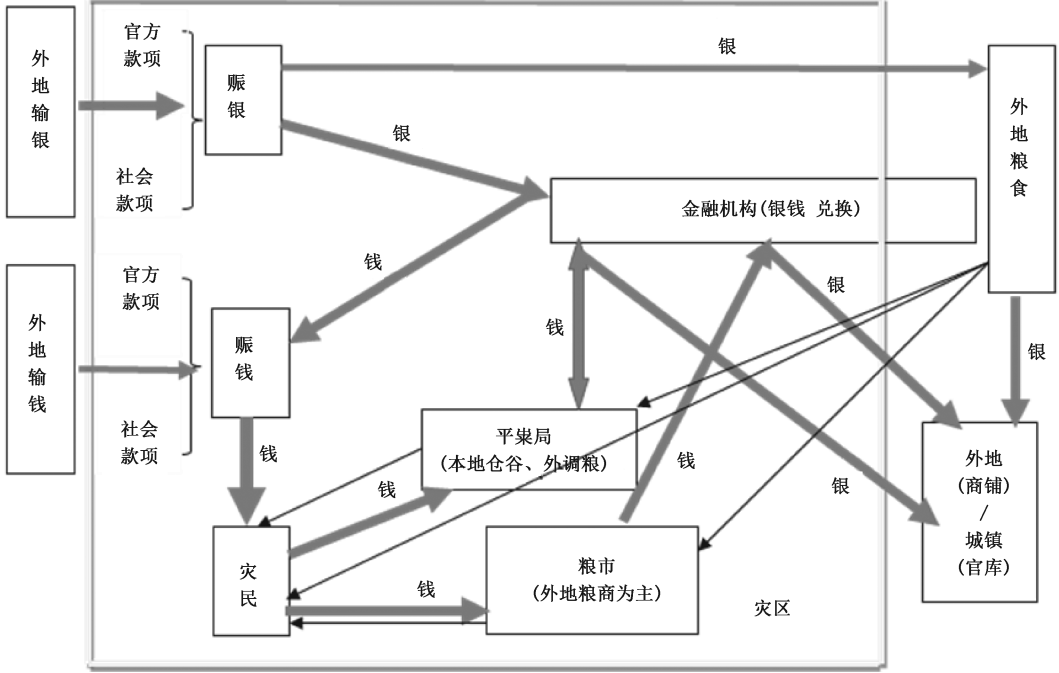 外地输银
官方
款项
社会
款项
赈
银
银
银
外地粮食
金融机构(银钱 兑换)
外地输钱
官方
款项
社会
款项
赈
钱
钱
钱
银
银
钱
平粜局
(本地仓谷、外调粮)
钱
钱
银
外地
(商铺)
/
城镇
(官库)
灾
民
钱
粮市
(外地粮商为主)
灾区